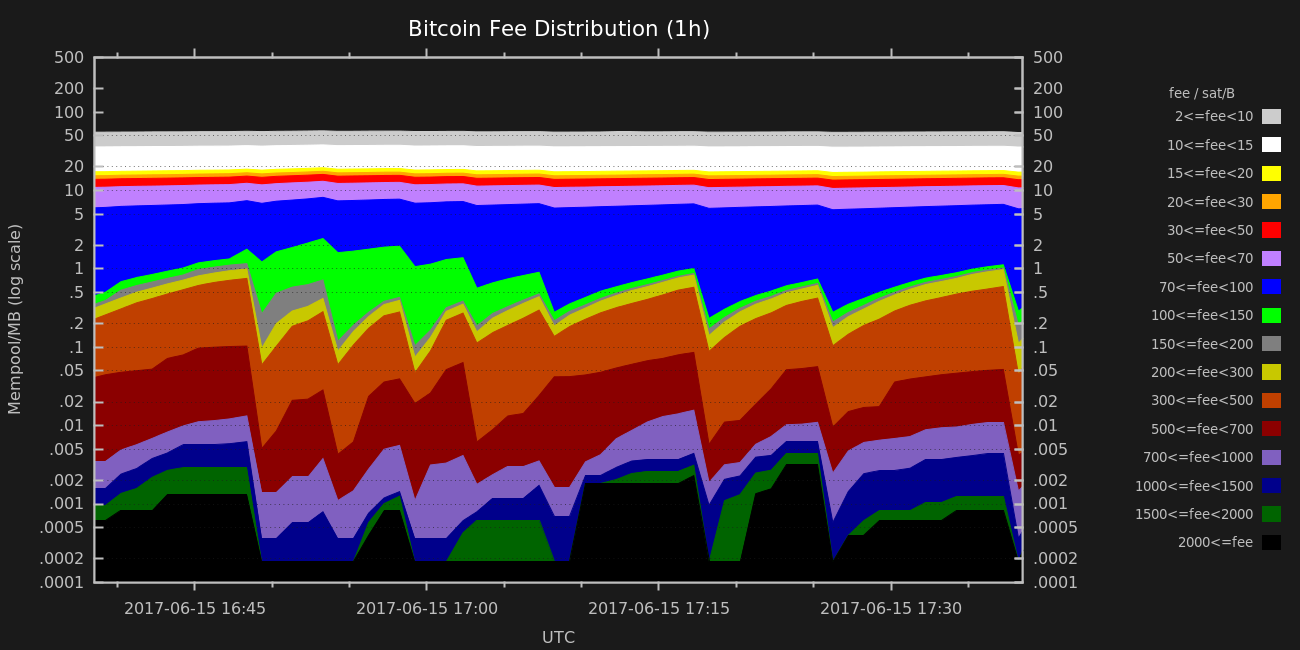 Bitcoin Fee Distribution (1h)
Mempool/MB (log scale)
500
200
100
50
20
10
5
2
1
.5
.2
.1
.05
.02
.01
.005
.002
.001
.0005
.0002
.0001
500
200
100
50
20
10
5
2
1
.5
.2
.1
.05
.02
.01
.005
.002
.001
.0005
.0002
.0001
2017-06-15 16:45
2017-06-15 17:00
2017-06-15 17:15
2017-06-15 17:30
UTC
fee / sat/B
2<=fee<10
10<=fee<15
15<=fee<20
20<=fee<30
30<=fee<50
50<=fee<70
70<=fee<100
100<=fee<150
150<=fee<200
200<=fee<300
300<=fee<500
500<=fee<700
700<=fee<1000
1000<=fee<1500
1500<=fee<2000
2000<=fee